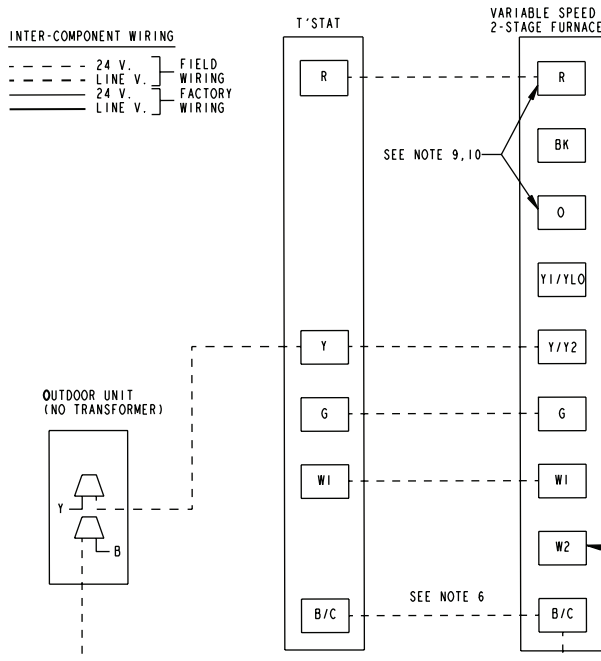 INTER-COMPONENT WIRING
24 V. FIELD
LINE V. WIRING
24 V. FACTORY
LINE V. WIRING
T'STAT
VARIABLE SPEED
2-STAGE FURNACE
R
R
SEE NOTE 9,10
BK
O
Y1/YLO
Y
Y/Y2
OUTDOOR UNIT
(NO TRANSFORMER)
G
G
Y
B
W1
W1
W2
SEE NOTE 6
B/C
B/C